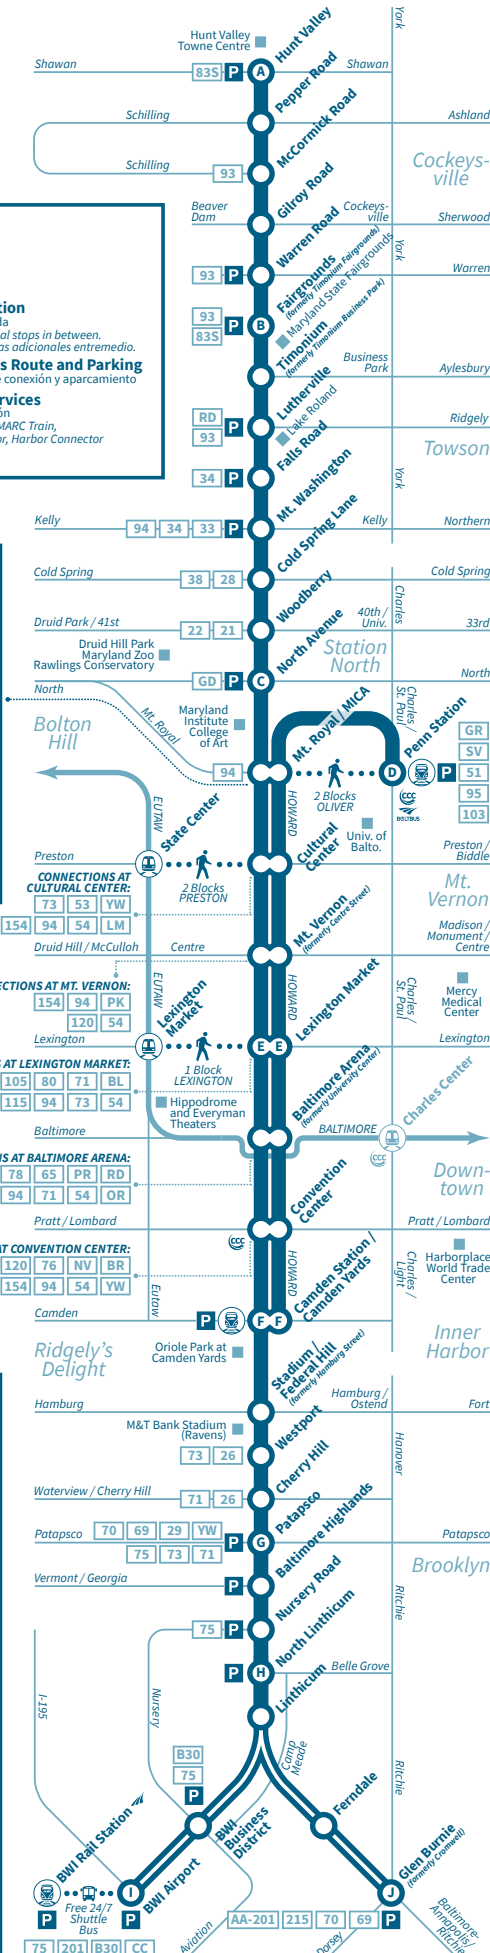 Hunt Valley
Towne Centre
Hunt Valley
York
Shawan
83S
P
A
Shawan
Pepper Road
Schilling
Ashland
McCormick Road
Cockeys-
ville
Schilling
93
Gilroy Road
Beaver
Dam
Cockeys-
ville
Sherwood
Warren Road
York
93
P
Warren
Fairgrounds
(formerly Timonium Fairgrounds)
Maryland State Fairgrounds
93
83S
P
B
Timonium
(formerly Timonium Business Park)
Business
Park
Aylesbury
tion
da
al stops in between.
as adicionales entremedio.
s Route and Parking
e conexión y aparcamiento
rvices
ón
MARC Train,
or, Harbor Connector
Lutherville
Lake Roland
RD
93
P
Ridgely
Towson
Falls Road
34
P
York
Mt. Washington
Kelly
94
34
33
P
Kelly
Northern
Cold Spring Lane
Cold Spring
38
28
Cold Spring
Woodberry
Charles
Druid Park / 41st
22
21
40th /
Univ.
33rd
North Avenue
Station
North
Druid Hill Park
Maryland Zoo
Rawlings Conservatory
GD
P
C
North
North
Mt. Royal
Bolton
Hill
Maryland
Institute
College
of Art
Mt. Royal / MICA
Charles
St. Paul
Penn Station
94
D
P
GR
SV
51
95
103
CCC
BOLTBUS
2 Blocks
OLIVER
HOWARD
EUTAW
State Center
Cultural
Center
Univ. of
Balto.
Preston
2 Blocks
PRESTON
Preston /
Biddle
CONNECTIONS AT
CULTURAL CENTER:
73
53
YW
154
94
54
LM
Mt.
Vernon
Mt. Vernon
(formerly Centre Street)
Druid Hill / McCulloh
Centre
Madison /
Monument /
Centre
ECTIONS AT MT. VERNON:
154
94
PK
120
54
EUTAW
HOWARD
Charles /
St. Paul
Mercy
Medical
Center
Lexington
Market
Lexington Market
Lexington
E
E
Lexington
1 Block
LEXINGTON
S AT LEXINGTON MARKET:
105
80
71
BL
115
94
73
54
Hippodrome
and Everyman
Theaters
Baltimore Arena
(formerly University Center)
Charles Center
Baltimore
BALTIMORE
CCC
NS AT BALTIMORE ARENA:
78
65
PR
RD
94
71
54
OR
Down-
town
Convention
Center
Pratt / Lombard
Pratt / Lombard
CCC
AT CONVENTION CENTER:
120
76
NV
BR
154
94
54
YW
Eutaw
HOWARD
Charles /
Light
Harborplace
World Trade
Center
Camden Station /
Camden Yards
Camden
P
F
F
Inner
Harbor
Ridgely's
Delight
Oriole Park at
Camden Yards
Stadium /
Federal Hill
(formerly Hamburg Street)
Hamburg
Hamburg /
Ostend
Fort
M&T Bank Stadium
(Ravens)
Westport
73
26
Hanover
Cherry Hill
Waterview / Cherry Hill
71
26
Patapsco
Patapsco
70
69
29
YW
75
73
71
P
G
Patapsco
Brooklyn
Baltimore Highlands
Vermont / Georgia
P
Ritchie
Nursery Road
75
P
North Linthicum
P
H
Belle Grove
Linthicum
I-195
Nursery
Camp
Meade
Ritchie
B30
75
P
BWI
Business
District
Ferndale
BWI Rail Station
BWI Airport
Glen Burnie
(formerly Cromwell)
I
J
P
Free 24/7
Shuttle
Bus
P
75
201
B30
CC
Aviation
AA-201
215
70
69
P
Dorsey
Baltimore-
Annapolis /
Ritchie